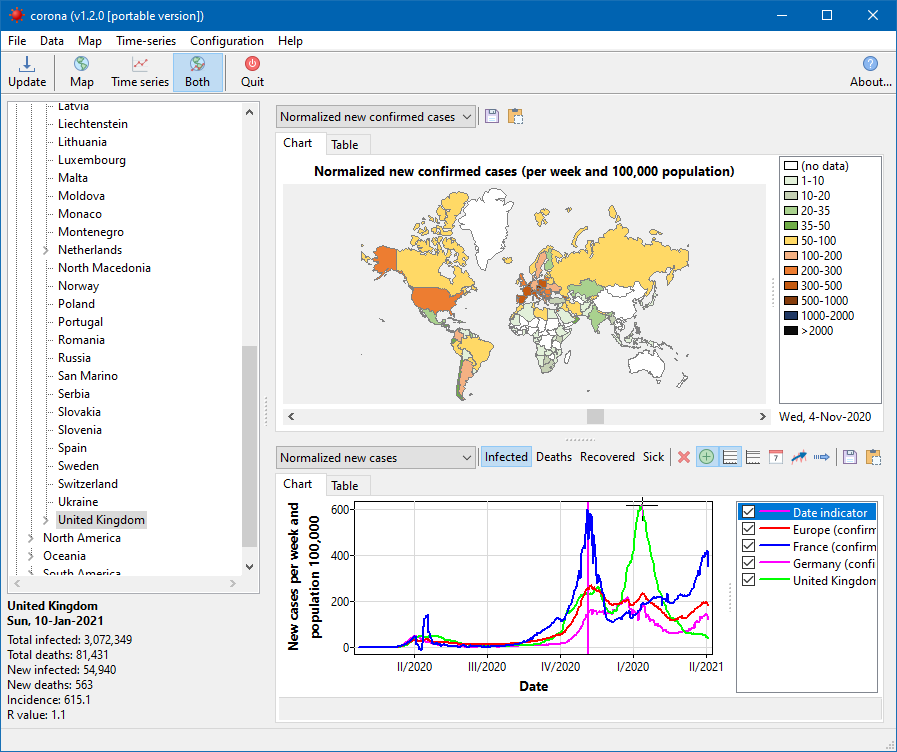 corona (v1.2.0 [portable version])
File Data Map Time-series Configuration Help
Update Map Time series Both Quit About...
Latvia
Liechtenstein
Lithuania
Luxembourg
Malta
Moldova
Monaco
Montenegro
Netherlands
North Macedonia
Norway
Poland
Portugal
Romania
Russia
San Marino
Serbia
Slovakia
Slovenia
Spain
Sweden
Switzerland
Ukraine
United Kingdom
North America
Oceania
South America
United Kingdom
Sun, 10-Jan-2021
Total infected: 3,072,349
Total deaths: 81,431
New infected: 54,940
New deaths: 563
Incidence: 615.1
R value: 1.1
Normalized new confirmed cases
Chart Table
Normalized new confirmed cases (per week and 100,000 population)
(no data)
1-10
10-20
20-35
35-50
50-100
100-200
200-300
300-500
500-1000
1000-2000
>2000
Wed, 4-Nov-2020
Normalized new cases Infected Deaths Recovered Sick 7
Chart Table
New cases per week and
population 100,000
600
400
200
0
II/2020 III/2020 IV/2020 I/2020 II/2021
Date
Date indicator
Europe (confirm
France (confirm
Germany (confi
United Kingdon